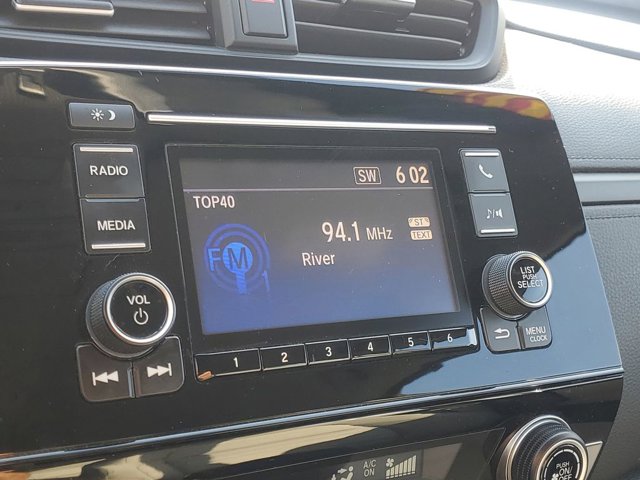 RADIO
MEDIA
VOL
SW 6 02
TOP40
94.1 MHz
ST
TEXT
FM1
River
1 2 3 4 5 6
LIST
PUSH
SELECT
MENU
CLOCK
A/C
ON
PUSH
ON/
OFF